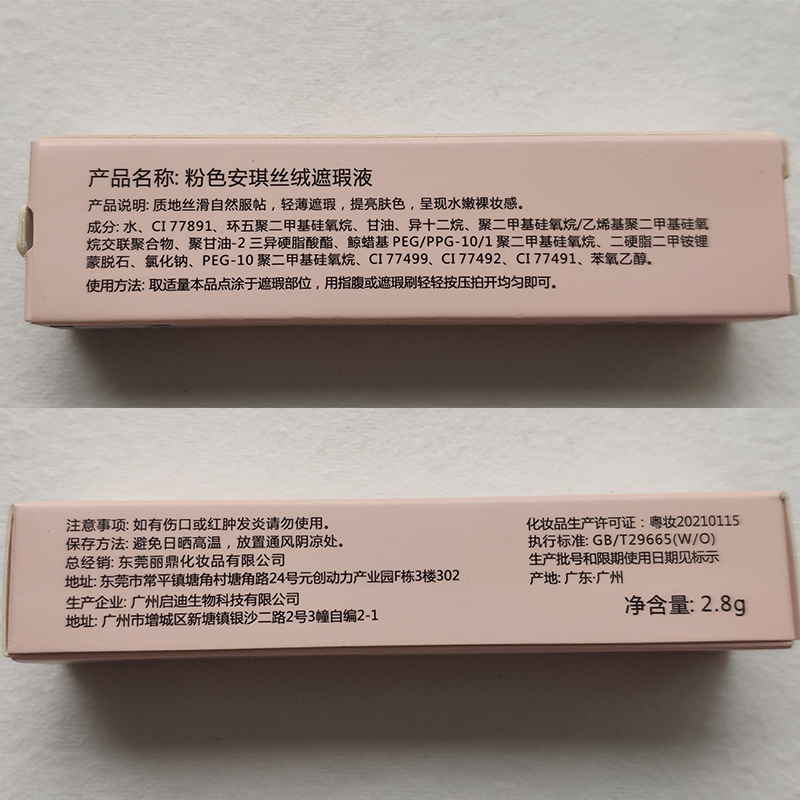 产品名称: 粉色安琪丝绒遮瑕液
产品说明: 质地丝滑自然服帖，轻薄遮瑕，提亮肤色，呈现水嫩裸妆感。
成分: 水、CI 77891、环五聚二甲基硅氧烷、甘油、异十二烷、聚二甲基硅氧烷/乙烯基聚二甲基硅氧
烷交联聚合物、聚甘油-2 三异硬脂酸酯、鲸蜡基 PEG/PPG-10/1 聚二甲基硅氧烷、二硬脂二甲铵锂
蒙脱石、氯化钠、PEG-10 聚二甲基硅氧烷、CI 77499、CI 77492、CI 77491、苯氧乙醇。
使用方法: 取适量本品点涂于遮瑕部位，用指腹或遮瑕刷轻轻按压拍开均匀即可。
注意事项: 如有伤口或红肿发炎请勿使用。
保存方法: 避免日晒高温，放置通风阴凉处。
总经销: 东莞丽鼎化妆品有限公司
地址: 东莞市常平镇塘角村塘角路24号元创动力产业园F栋3楼302
生产企业: 广州启迪生物科技有限公司
地址: 广州市增城区新塘镇银沙二路2号3幢自编2-1
化妆品生产许可证：粤妆20210115
执行标准: GB/T29665(W/O)
生产批号和限期使用日期见标示
产地: 广东·广州
净含量: 2.8g